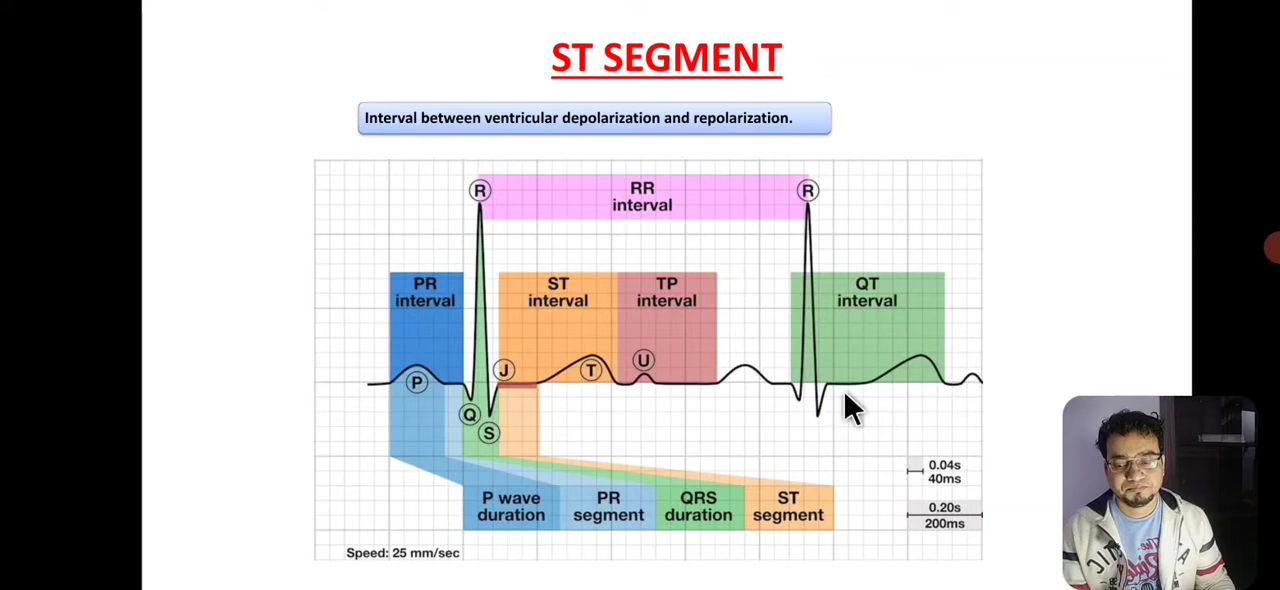 ST SEGMENT
Interval between ventricular depolarization and repolarization.
R
RR
interval
R
PR
interval
ST
interval
TP
interval
QT
interval
P
J
T
U
Q
S
0.04s
40ms
P wave
duration
PR
segment
QRS
duration
ST
segment
0.20s
200ms
Speed: 25 mm/sec
The